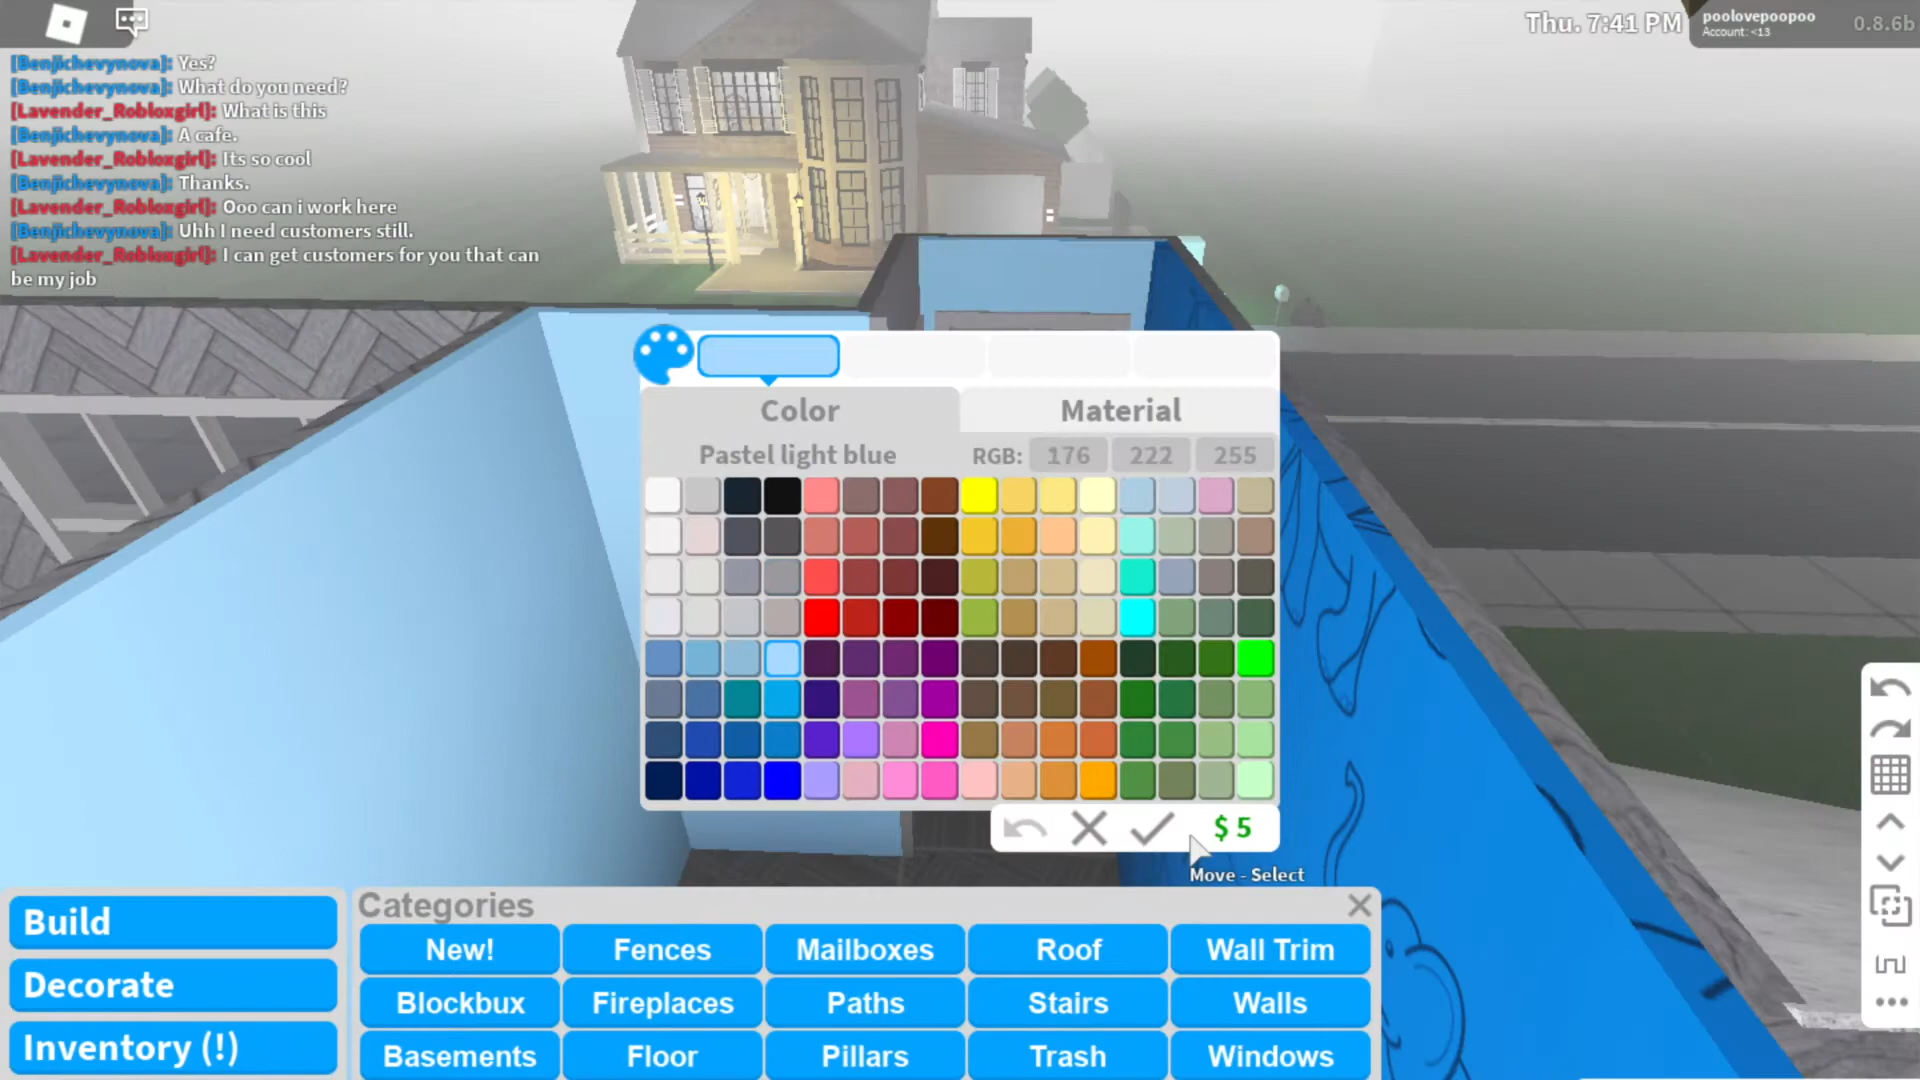 Thu. 7:41 PM
poolovepoopoo
Account: <13
0.8.6b
[Benjichevynova]: Yes?
[Benjichevynova]: What do you need?
[Lavender_Robloxgirl]: What is this
[Benjichevynova]: A cafe.
[Lavender_Robloxgirl]: Its so cool
[Benjichevynova]: Thanks.
[Lavender_Robloxgirl]: Ooo can i work here
[Benjichevynova]: Uhh I need customers still.
[Lavender_Robloxgirl]: I can get customers for you that can
be my job
Color
Material
Pastel light blue
RGB: 176 222 255
$ 5
Move - Select
Build
Decorate
Inventory (!)
Categories
New! Fences Mailboxes Roof Wall Trim
Blockbux Fireplaces Paths Stairs Walls
Basements Floor Pillars Trash Windows